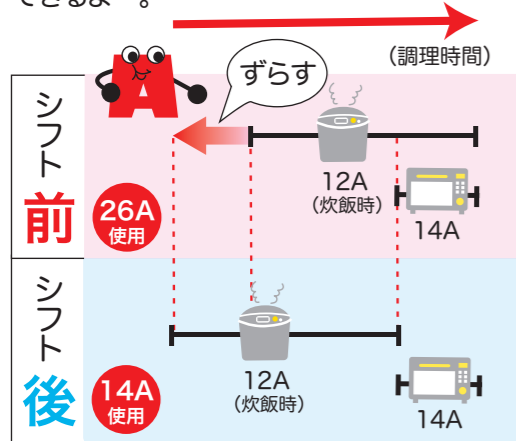 できるよ〜。
(調理時間)
A
ずらす
シフト前
26A
使用
12A
(炊飯時)
14A
シフト後
14A
使用
12A
(炊飯時)
14A